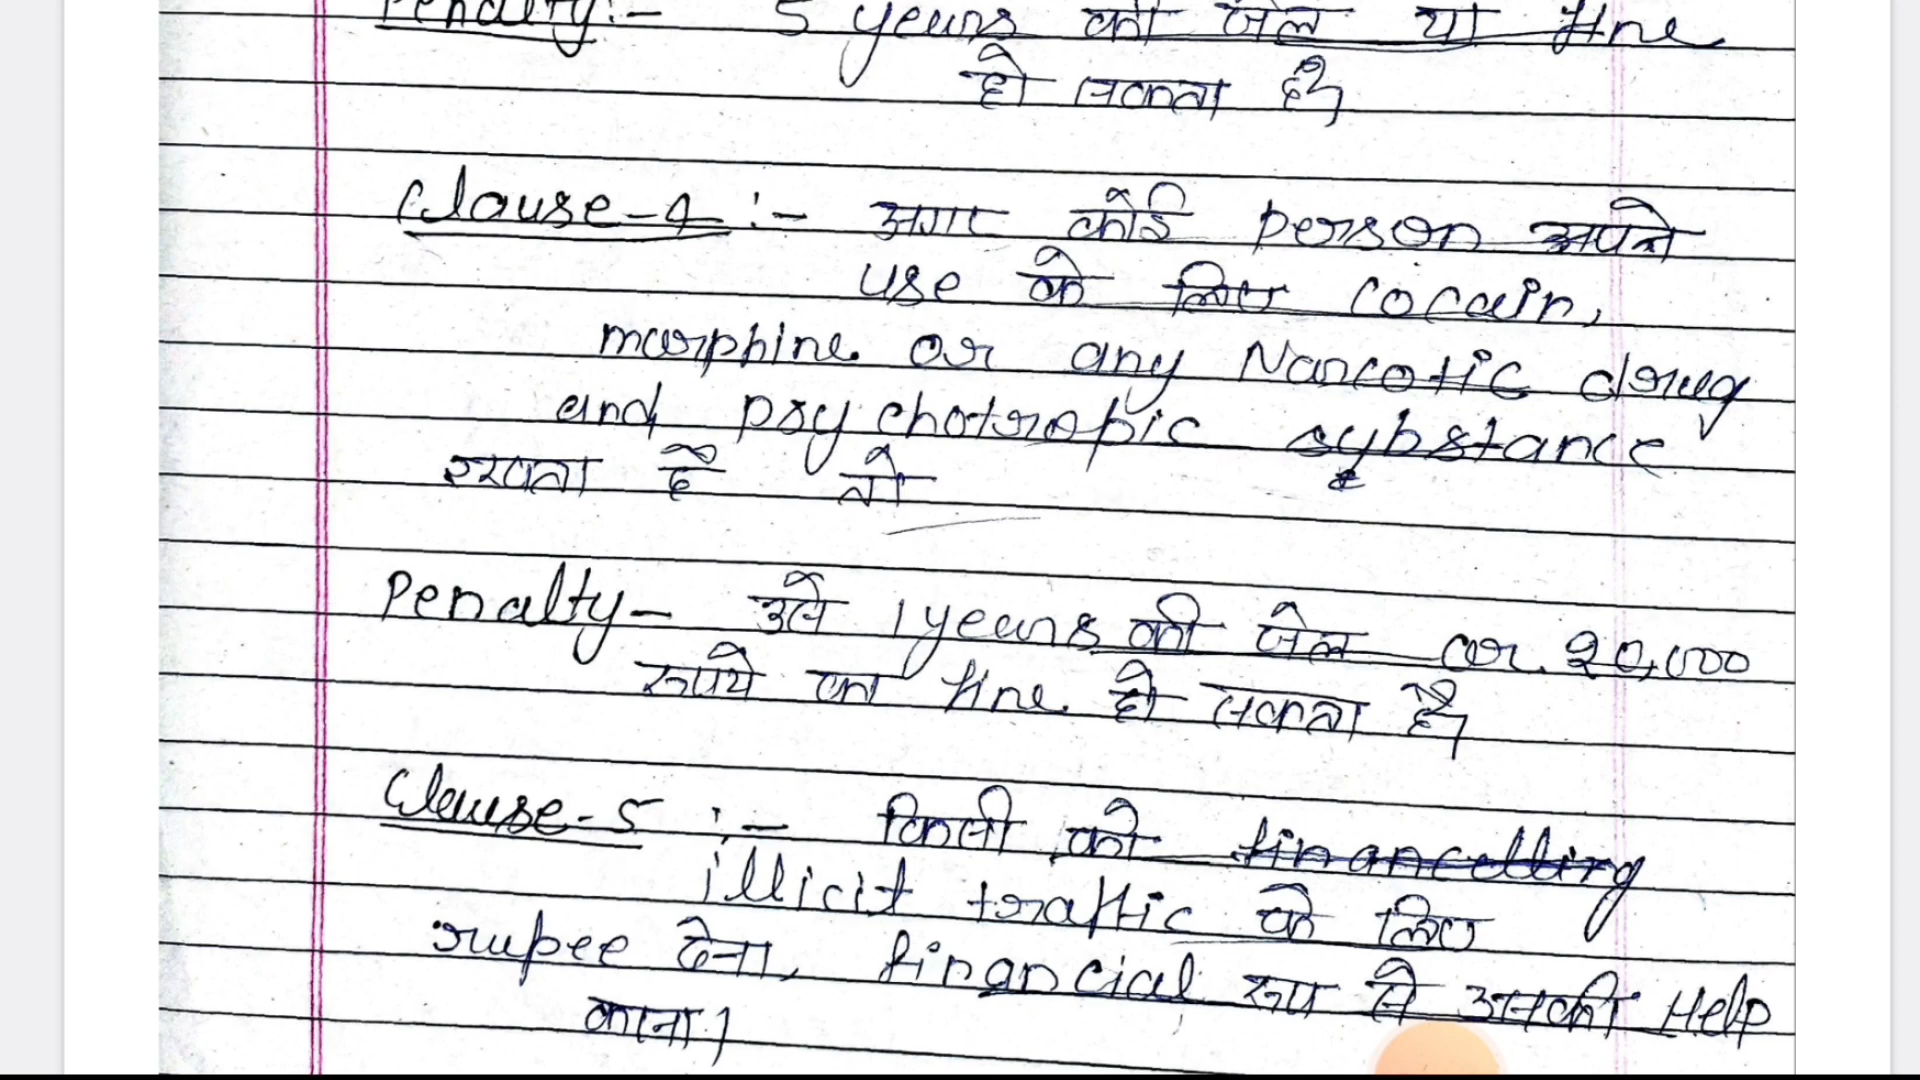 Penalty:- 5 years की जेल या fine
हो सकता है,
Clause-4 :- अगर कोई person अपने
use के लिए cocain,
morphine or any Narcotic drug
and psychotropic substance
रखता है तो
Penalty- उसे 1 years की जेल or 20,000
रूपये का fine हो सकता है,
Clause-5 :- किसी को financelling
illicit traffic के लिए
rupee देना, financial रूप से उसकी Help
करना।